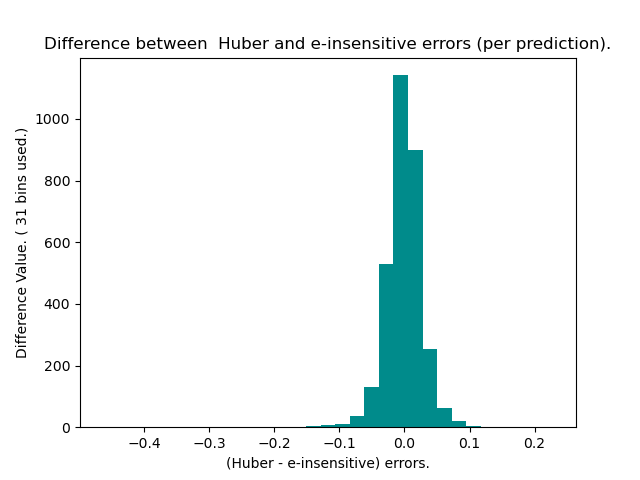 Difference between  Huber and e-insensitive errors (per prediction).
Difference Value. ( 31 bins used.)
1000
800
600
400
200
0
−0.4 −0.3 −0.2 −0.1 0.0 0.1 0.2
(Huber - e-insensitive) errors.